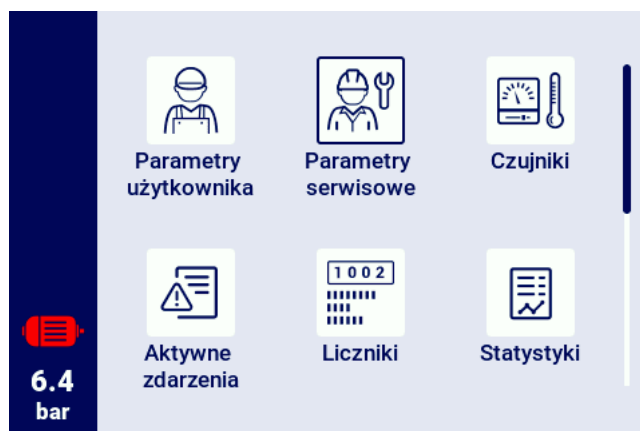 Parametry
użytkownika
Parametry
serwisowe
Czujniki
1002
Aktywne
zdarzenia
Liczniki
Statystyki
6.4
bar